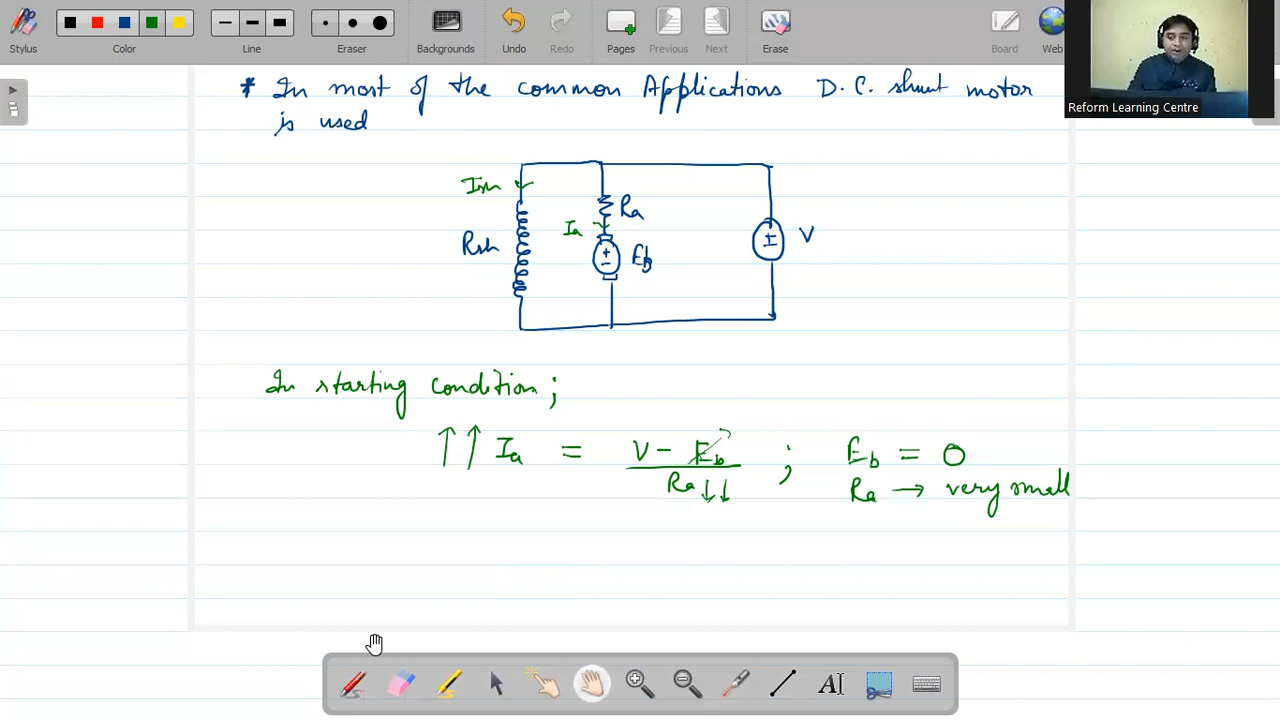 Stylus
Color
Line
Eraser
Backgrounds
Undo
Redo
Pages
Previous
Next
Erase
Board
Web
Reform Learning Centre
* In most of the common Applications D.C. shunt motor
is used
Ish
Ra
Ia
Rsh
+
-
Eb
±
V
In starting condition;
↑↑ Ia = V - Eb ; Eb = 0
Ra ↓↓ Ra → very small